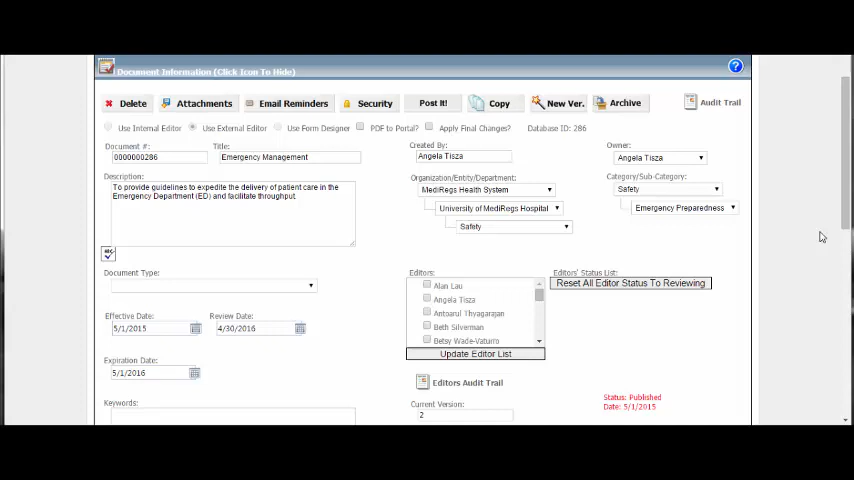 Document Information (Click Icon To Hide)
Delete Attachments Email Reminders Security Post It! Copy New Ver. Archive Audit Trail
Use Internal Editor Use External Editor Use Form Designer PDF to Portal? Apply Final Changes? Database ID: 286
Document #: Title: Created By: Owner:
0000000286 Emergency Management Angela Tisza Angela Tisza
Description: Organization/Entity/Department: Category/Sub-Category:
To provide guidelines to expedite the delivery of patient care in the MediRegs Health System Safety
Emergency Department (ED) and facilitate throughput.
University of MediRegs Hospital Emergency Preparedness
Safety
Document Type: Editors: Editors' Status List:
Alan Lau Reset All Editor Status To Reviewing
Angela Tisza
Effective Date: Review Date: Antoarul Thyagarajan
5/1/2015 4/30/2016 Beth Silverman
Betsy Wade-Vaturro
Update Editor List
Expiration Date:
5/1/2016 Editors Audit Trail
Keywords: Current Version: Status: Published
2 Date: 5/1/2015